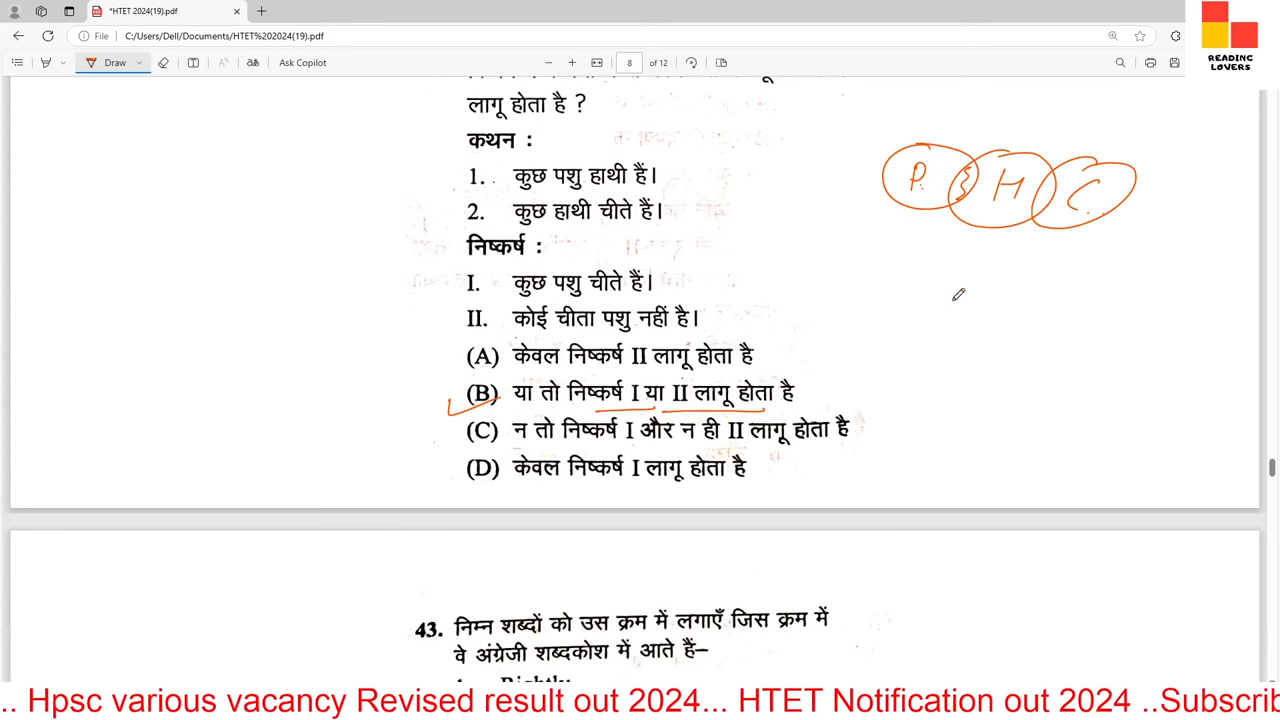 *HTET 2024(19).pdf
File C:/Users/Dell/Documents/HTET%202024(19).pdf
Draw Ask Copilot 8 of 12
READING
LOVERS
लागू होता है ?
कथन :
1. कुछ पशु हाथी हैं।
2. कुछ हाथी चीते हैं।
निष्कर्ष :
I. कुछ पशु चीते हैं।
II. कोई चीता पशु नहीं है।
(A) केवल निष्कर्ष II लागू होता है
(B) या तो निष्कर्ष I या II लागू होता है
(C) न तो निष्कर्ष I और न ही II लागू होता है
(D) केवल निष्कर्ष I लागू होता है
P H C
43. निम्न शब्दों को उस क्रम में लगाएँ जिस क्रम में
वे अंग्रेजी शब्दकोश में आते हैं–
.. Hpsc various vacancy Revised result out 2024... HTET Notification out 2024 ..Subscrib